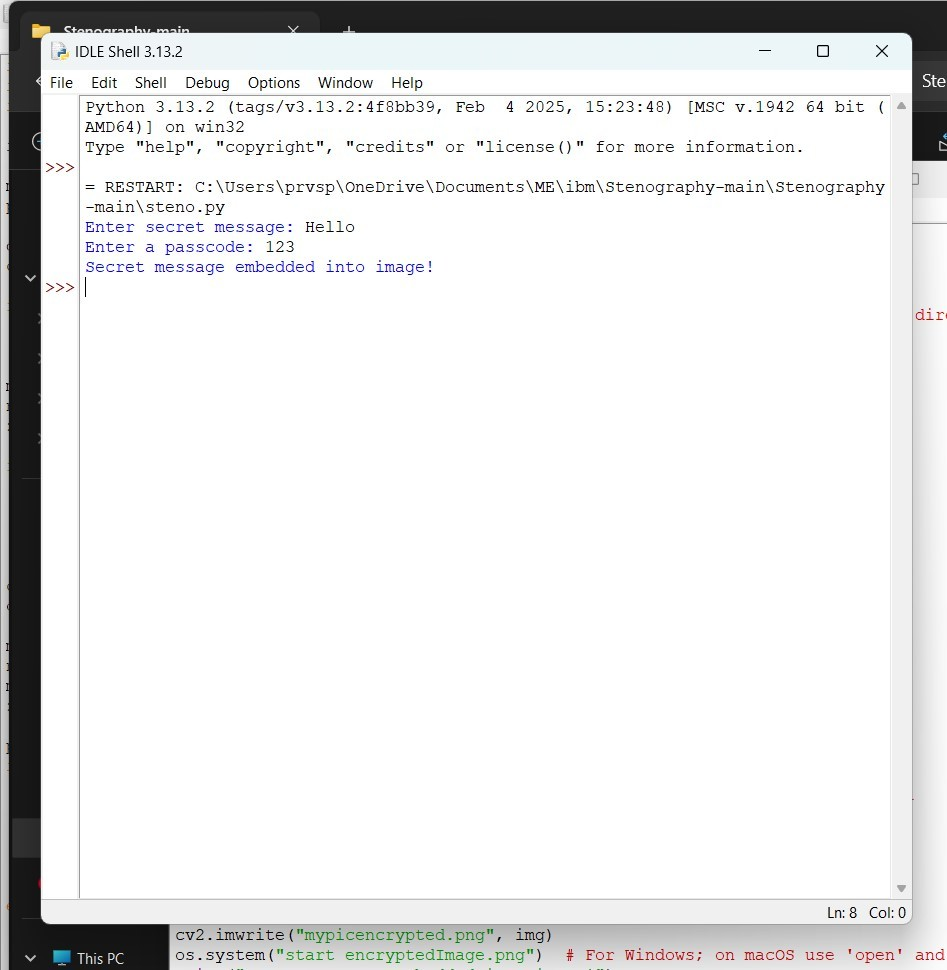 Stenography-main
IDLE Shell 3.13.2
Ste
File Edit Shell Debug Options Window Help
Python 3.13.2 (tags/v3.13.2:4f8bb39, Feb  4 2025, 15:23:48) [MSC v.1942 64 bit (
AMD64)] on win32
Type "help", "copyright", "credits" or "license()" for more information.
>>>
= RESTART: C:\Users\prvsp\OneDrive\Documents\ME\ibm\Stenography-main\Stenography
-main\steno.py
Enter secret message: Hello
Enter a passcode: 123
Secret message embedded into image!
>>>
dire
Ln: 8 Col: 0
cv2.imwrite("mypicencrypted.png", img)
This PC
os.system("start encryptedImage.png")  # For Windows; on macOS use 'open' and